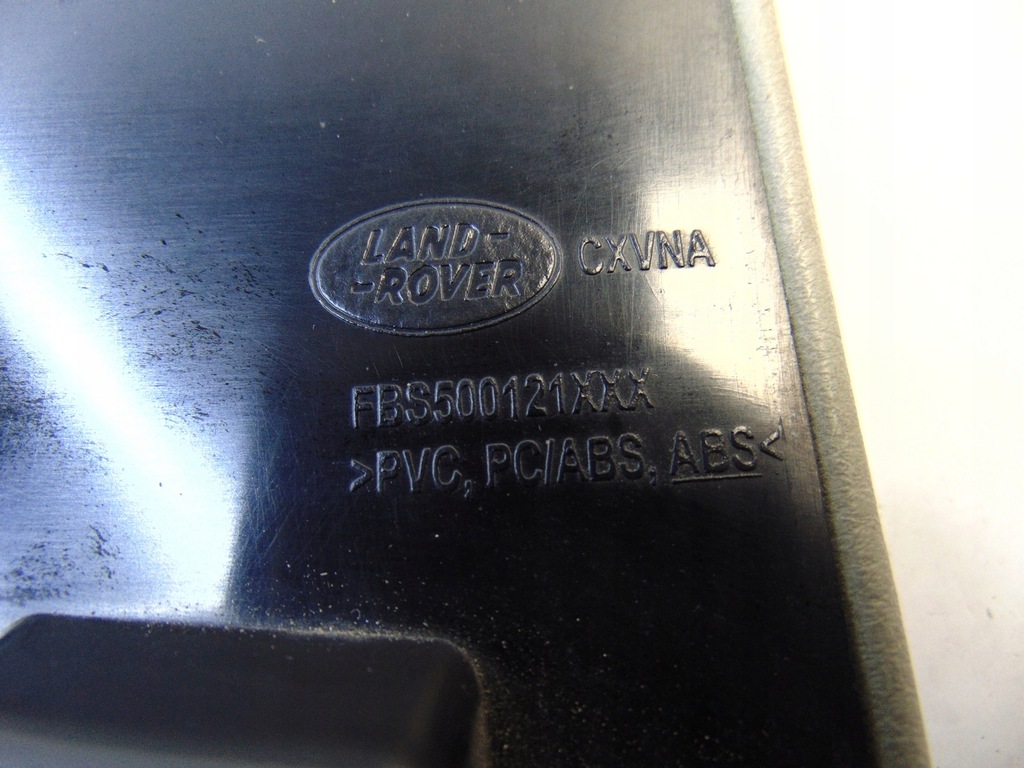 LAND-
-ROVER
CXVNA
FBS500121XXX
>PVC, PC/ABS, ABS<